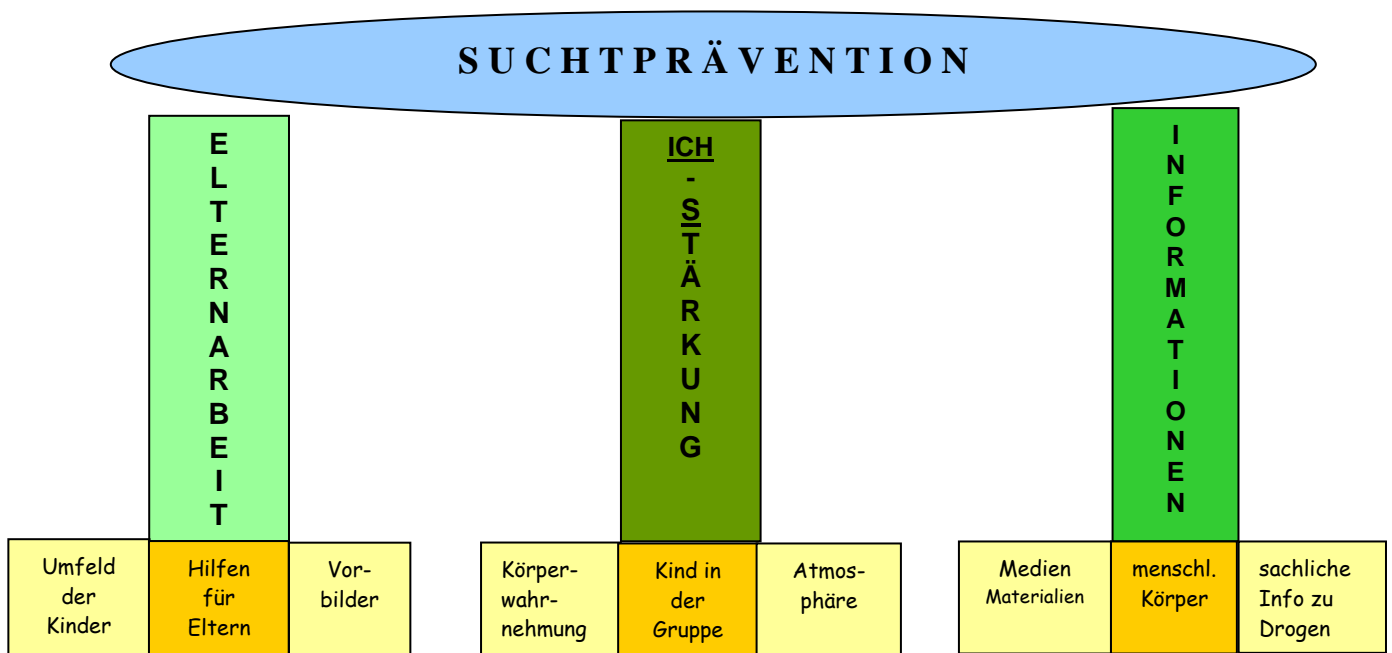 SUCHTPRÄVENTION
ELTERNARBEIT
ICH
-
STÄRKUNG
INFORMATIONEN
Umfeld
der
Kinder
Hilfen
für
Eltern
Vor-
bilder
Körper-
wahr-
nehmung
Kind in
der
Gruppe
Atmos-
phäre
Medien
Materialien
menschl.
Körper
sachliche
Info zu
Drogen